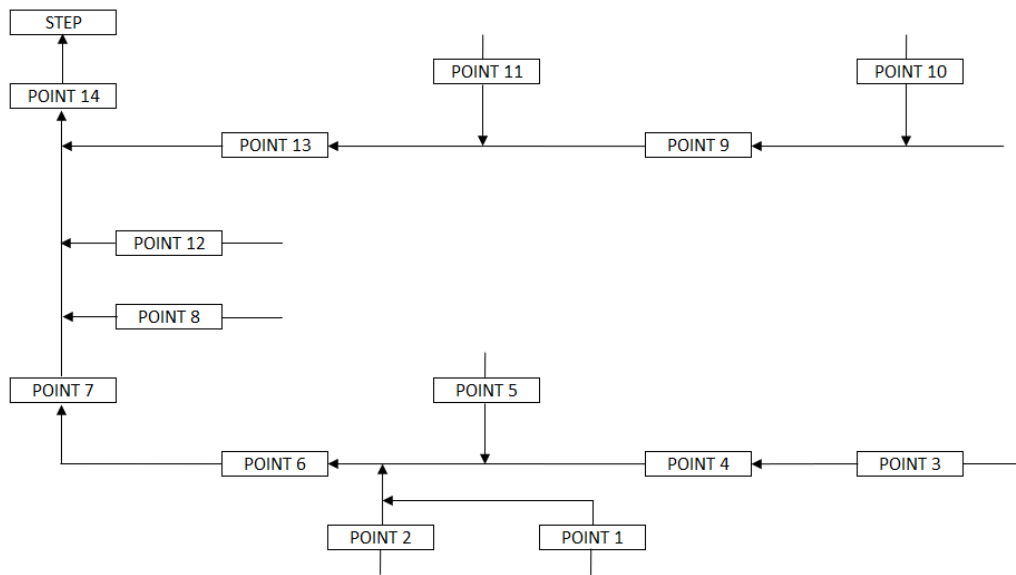 STEP
POINT 11
POINT 10
POINT 14
POINT 13
POINT 9
POINT 12
POINT 8
POINT 7
POINT 5
POINT 6
POINT 4
POINT 3
POINT 2
POINT 1